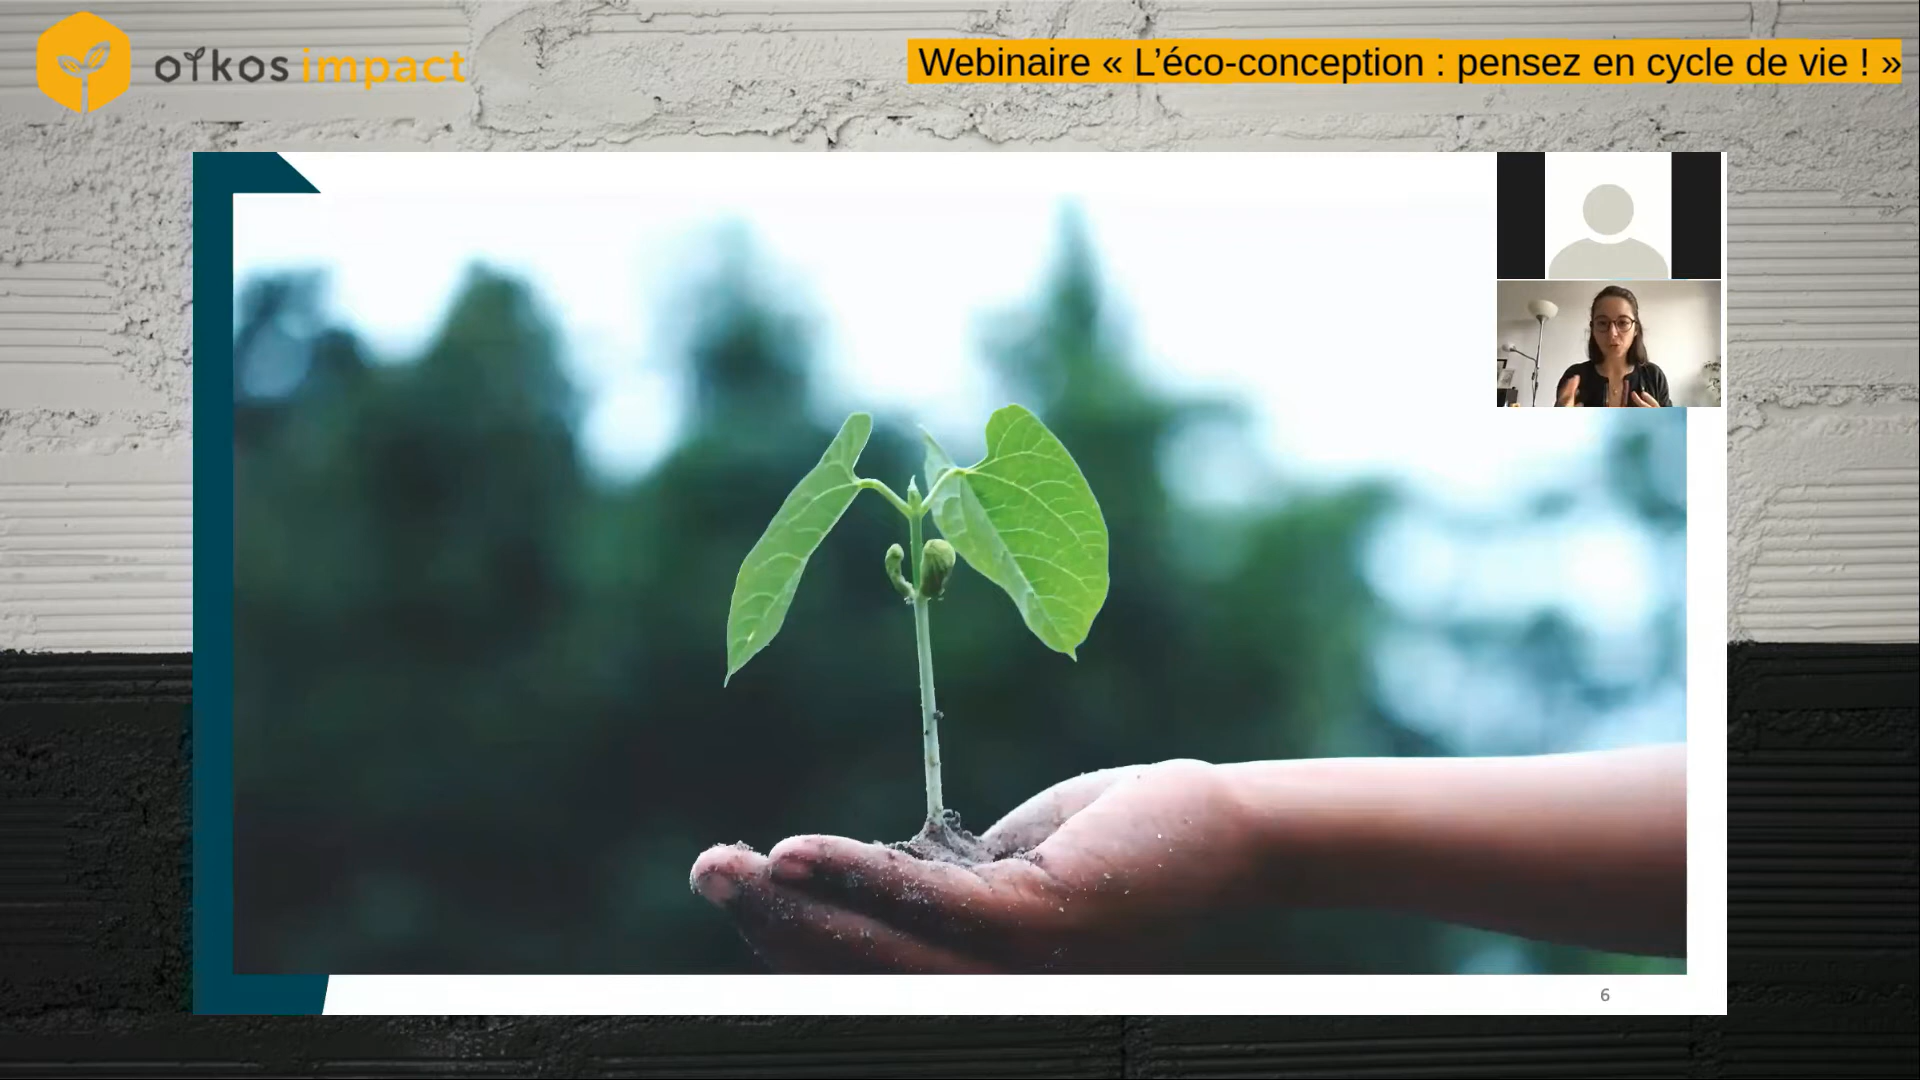 oikos impact
Webinaire « L’éco-conception : pensez en cycle de vie ! »
6